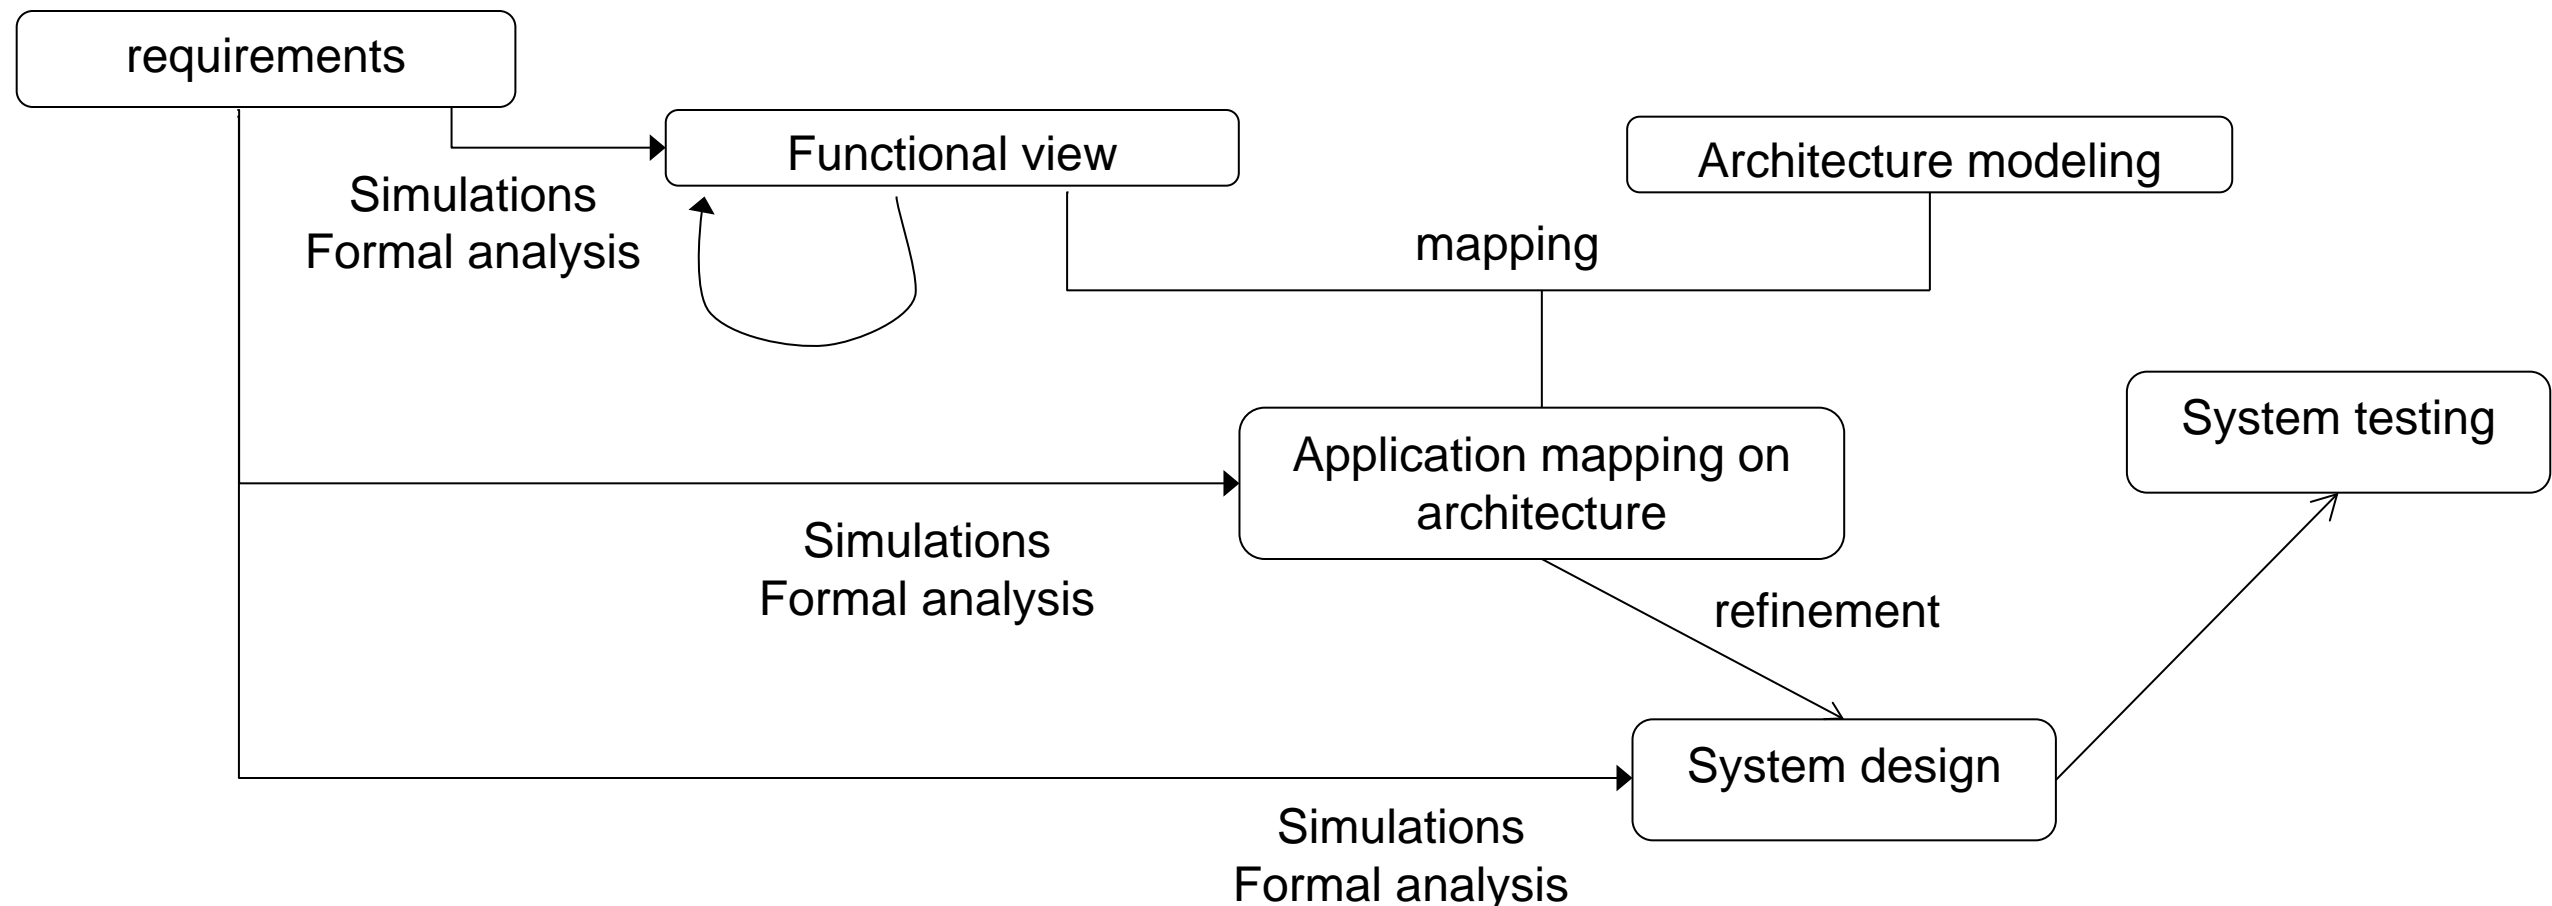 requirements
Functional view
Architecture modeling
Simulations
Formal analysis
mapping
System testing
Application mapping on
architecture
Simulations
Formal analysis
refinement
System design
Simulations
Formal analysis